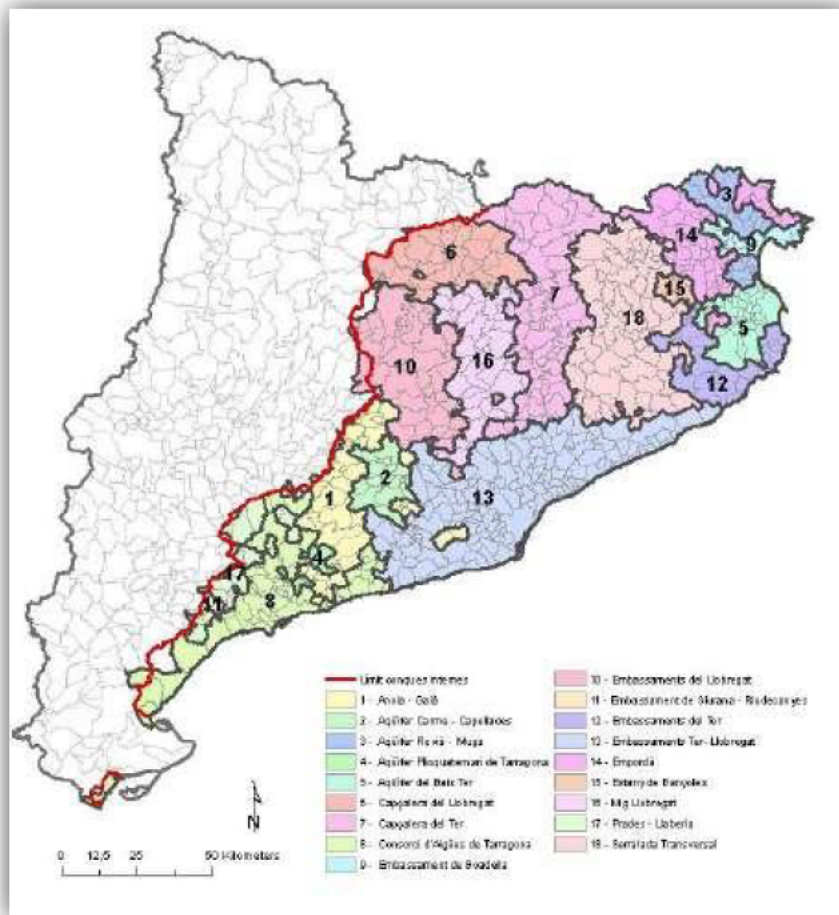 3
14
9
6
15
7
18
5
10
16
12
2
1
13
4
17
11
8
N
0 12,5 25 50 Kilometers
Límit conques internes
1 - Anoia - Gaià
2 - Aqüífer Carme - Capellades
3 - Aqüífer Fluvià - Muga
4 - Aqüífer Plioquaternari de Tarragona
5 - Aqüífer del Baix Ter
6 - Capçalera del Llobregat
7 - Capçalera del Ter
8 - Consorci d'Aigües de Tarragona
9 - Embassament de Boadella
10 - Embassaments del Llobregat
11 - Embassament de Siurana - Riudecanyes
12 - Embassaments del Ter
13 - Embassaments Ter-Llobregat
14 - Empordà
15 - Estany de Banyoles
16 - Mig Llobregat
17 - Prades - Llaberia
18 - Serralada Transversal